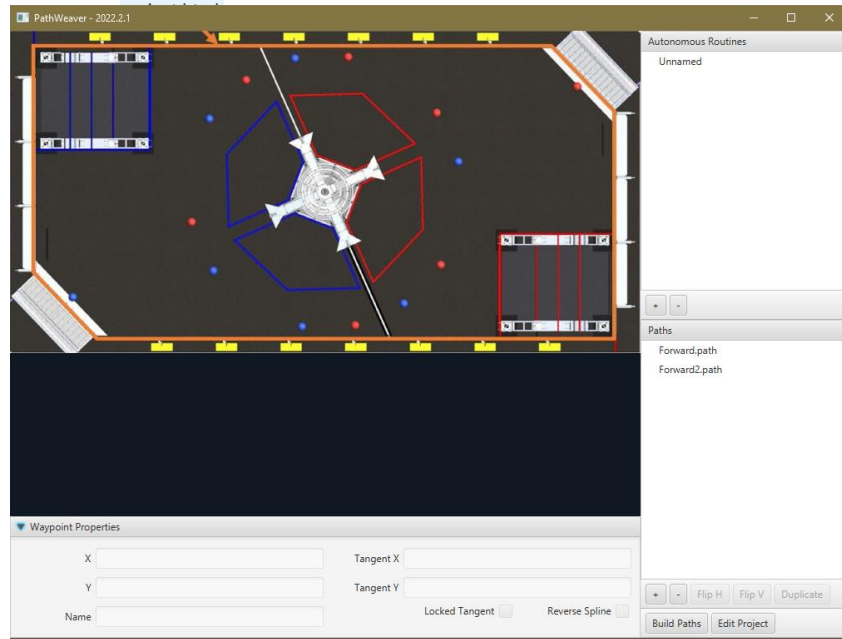 PathWeaver - 2022.2.1
Autonomous Routines
Unnamed
+ -
Paths
Forward.path
Forward2.path
Waypoint Properties
X
Tangent X
Y
Tangent Y
Name
Locked Tangent
Reverse Spline
+ - Flip H Flip V Duplicate
Build Paths Edit Project